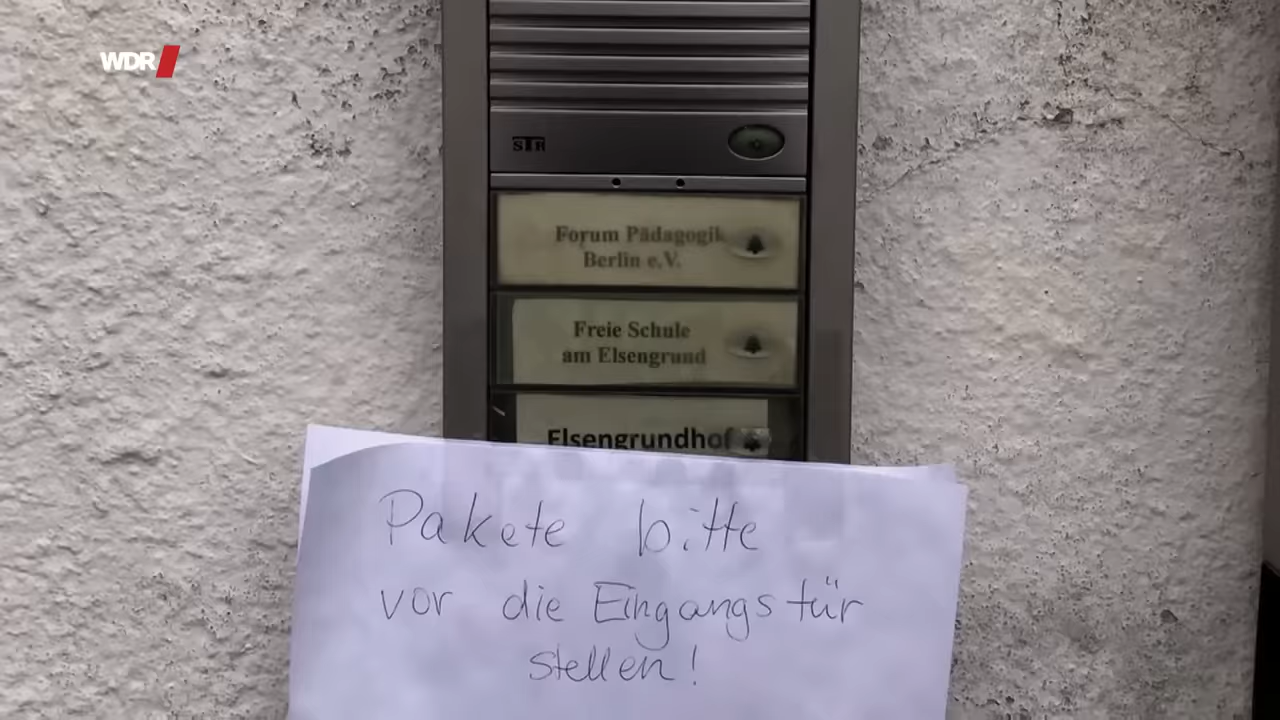 WDR
STR
Forum Pädagogik
Berlin e.V.
Freie Schule
am Elsengrund
Elsengrundhof
Pakete bitte
vor die Eingangstür
stellen!